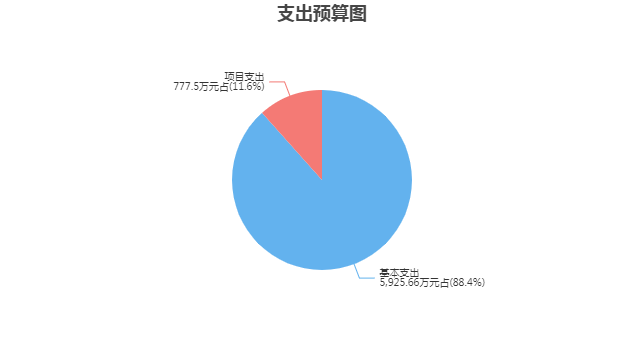 支出预算图
项目支出
777.5万元占(11.6%)
基本支出
5,925.66万元占(88.4%)